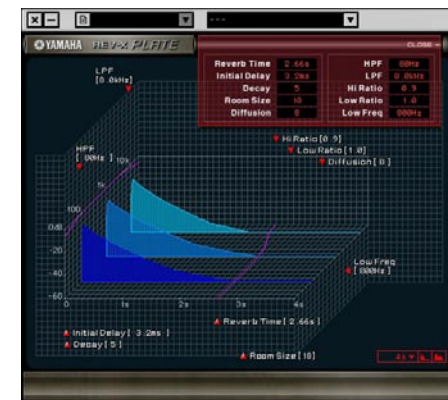 ---
YAMAHA REV-X PLATE
CLOSE
Reverb Time 2.66s HPF 80Hz
Initial Delay 3.2ms LPF 8.0kHz
Decay 5 Hi Ratio 0.9
Room Size 18 Low Ratio 1.0
Diffusion 8 Low Freq 800Hz
LPF
[8.0kHz]
Hi Ratio [0.9]
Low Ratio [1.0]
Diffusion [8]
HPF
[ 80Hz ]
10k
1k
100
0dB
-20
-40
-60
Low Freq
[ 800Hz ]
0 1s 2s 3s 4s
Reverb Time [ 2.66s ]
Initial Delay [ 3.2ms ]
Decay [ 5 ]
Room Size [ 18 ]
4s